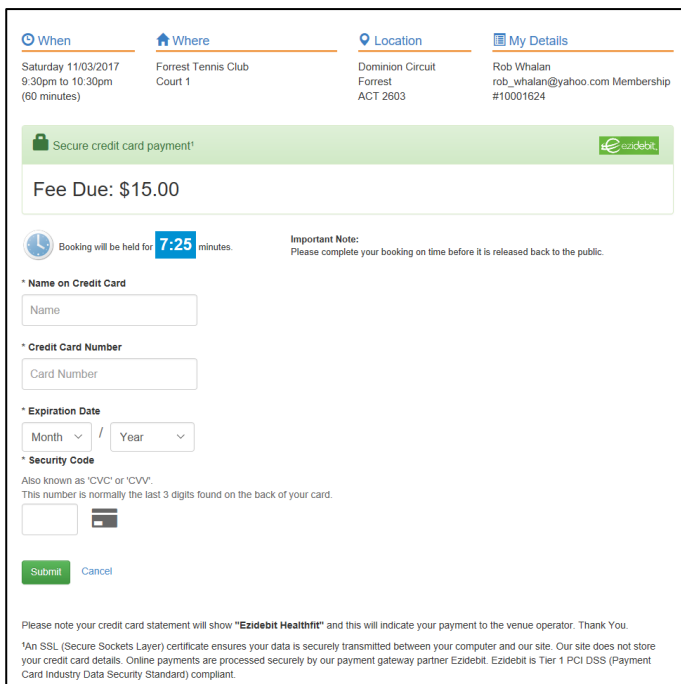 When
Saturday 11/03/2017
9:30pm to 10:30pm
(60 minutes)
Where
Forrest Tennis Club
Court 1
Location
Dominion Circuit
Forrest
ACT 2603
My Details
Rob Whalan
rob_whalan@yahoo.com Membership
#10001624
Secure credit card payment¹
ezidebit
Fee Due: $15.00
Booking will be held for 7:25 minutes.
Important Note:
Please complete your booking on time before it is released back to the public.
* Name on Credit Card
Name
* Credit Card Number
Card Number
* Expiration Date
Month / Year
* Security Code
Also known as 'CVC' or 'CVV'.
This number is normally the last 3 digits found on the back of your card.
Submit Cancel
Please note your credit card statement will show "Ezidebit Healthfit" and this will indicate your payment to the venue operator. Thank You.
¹An SSL (Secure Sockets Layer) certificate ensures your data is securely transmitted between your computer and our site. Our site does not store
your credit card details. Online payments are processed securely by our payment gateway partner Ezidebit. Ezidebit is Tier 1 PCI DSS (Payment
Card Industry Data Security Standard) compliant.